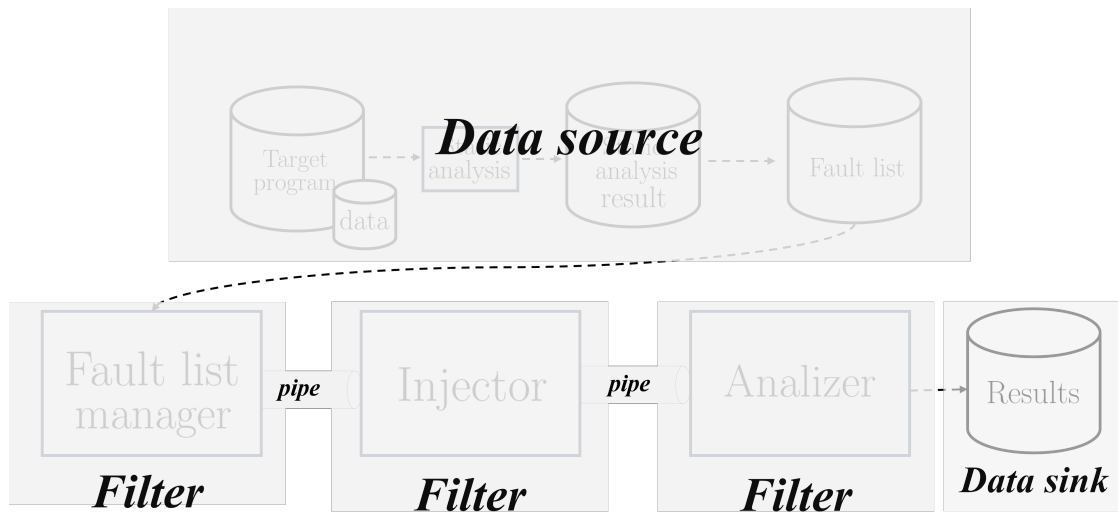 Data source
Target
program
data
analysis
analysis
result
Fault list
Fault list
manager
pipe
Injector
pipe
Analizer
Results
Filter
Filter
Filter
Data sink